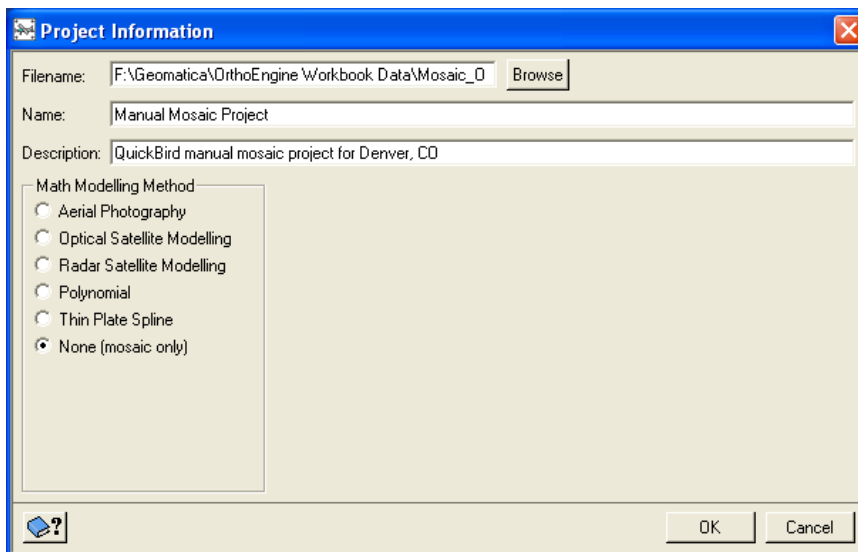 Project Information
Filename: F:\Geomatica\OrthoEngine Workbook Data\Mosaic_O Browse
Name: Manual Mosaic Project
Description: QuickBird manual mosaic project for Denver, CO
Math Modelling Method
Aerial Photography
Optical Satellite Modelling
Radar Satellite Modelling
Polynomial
Thin Plate Spline
None (mosaic only)
? OK Cancel